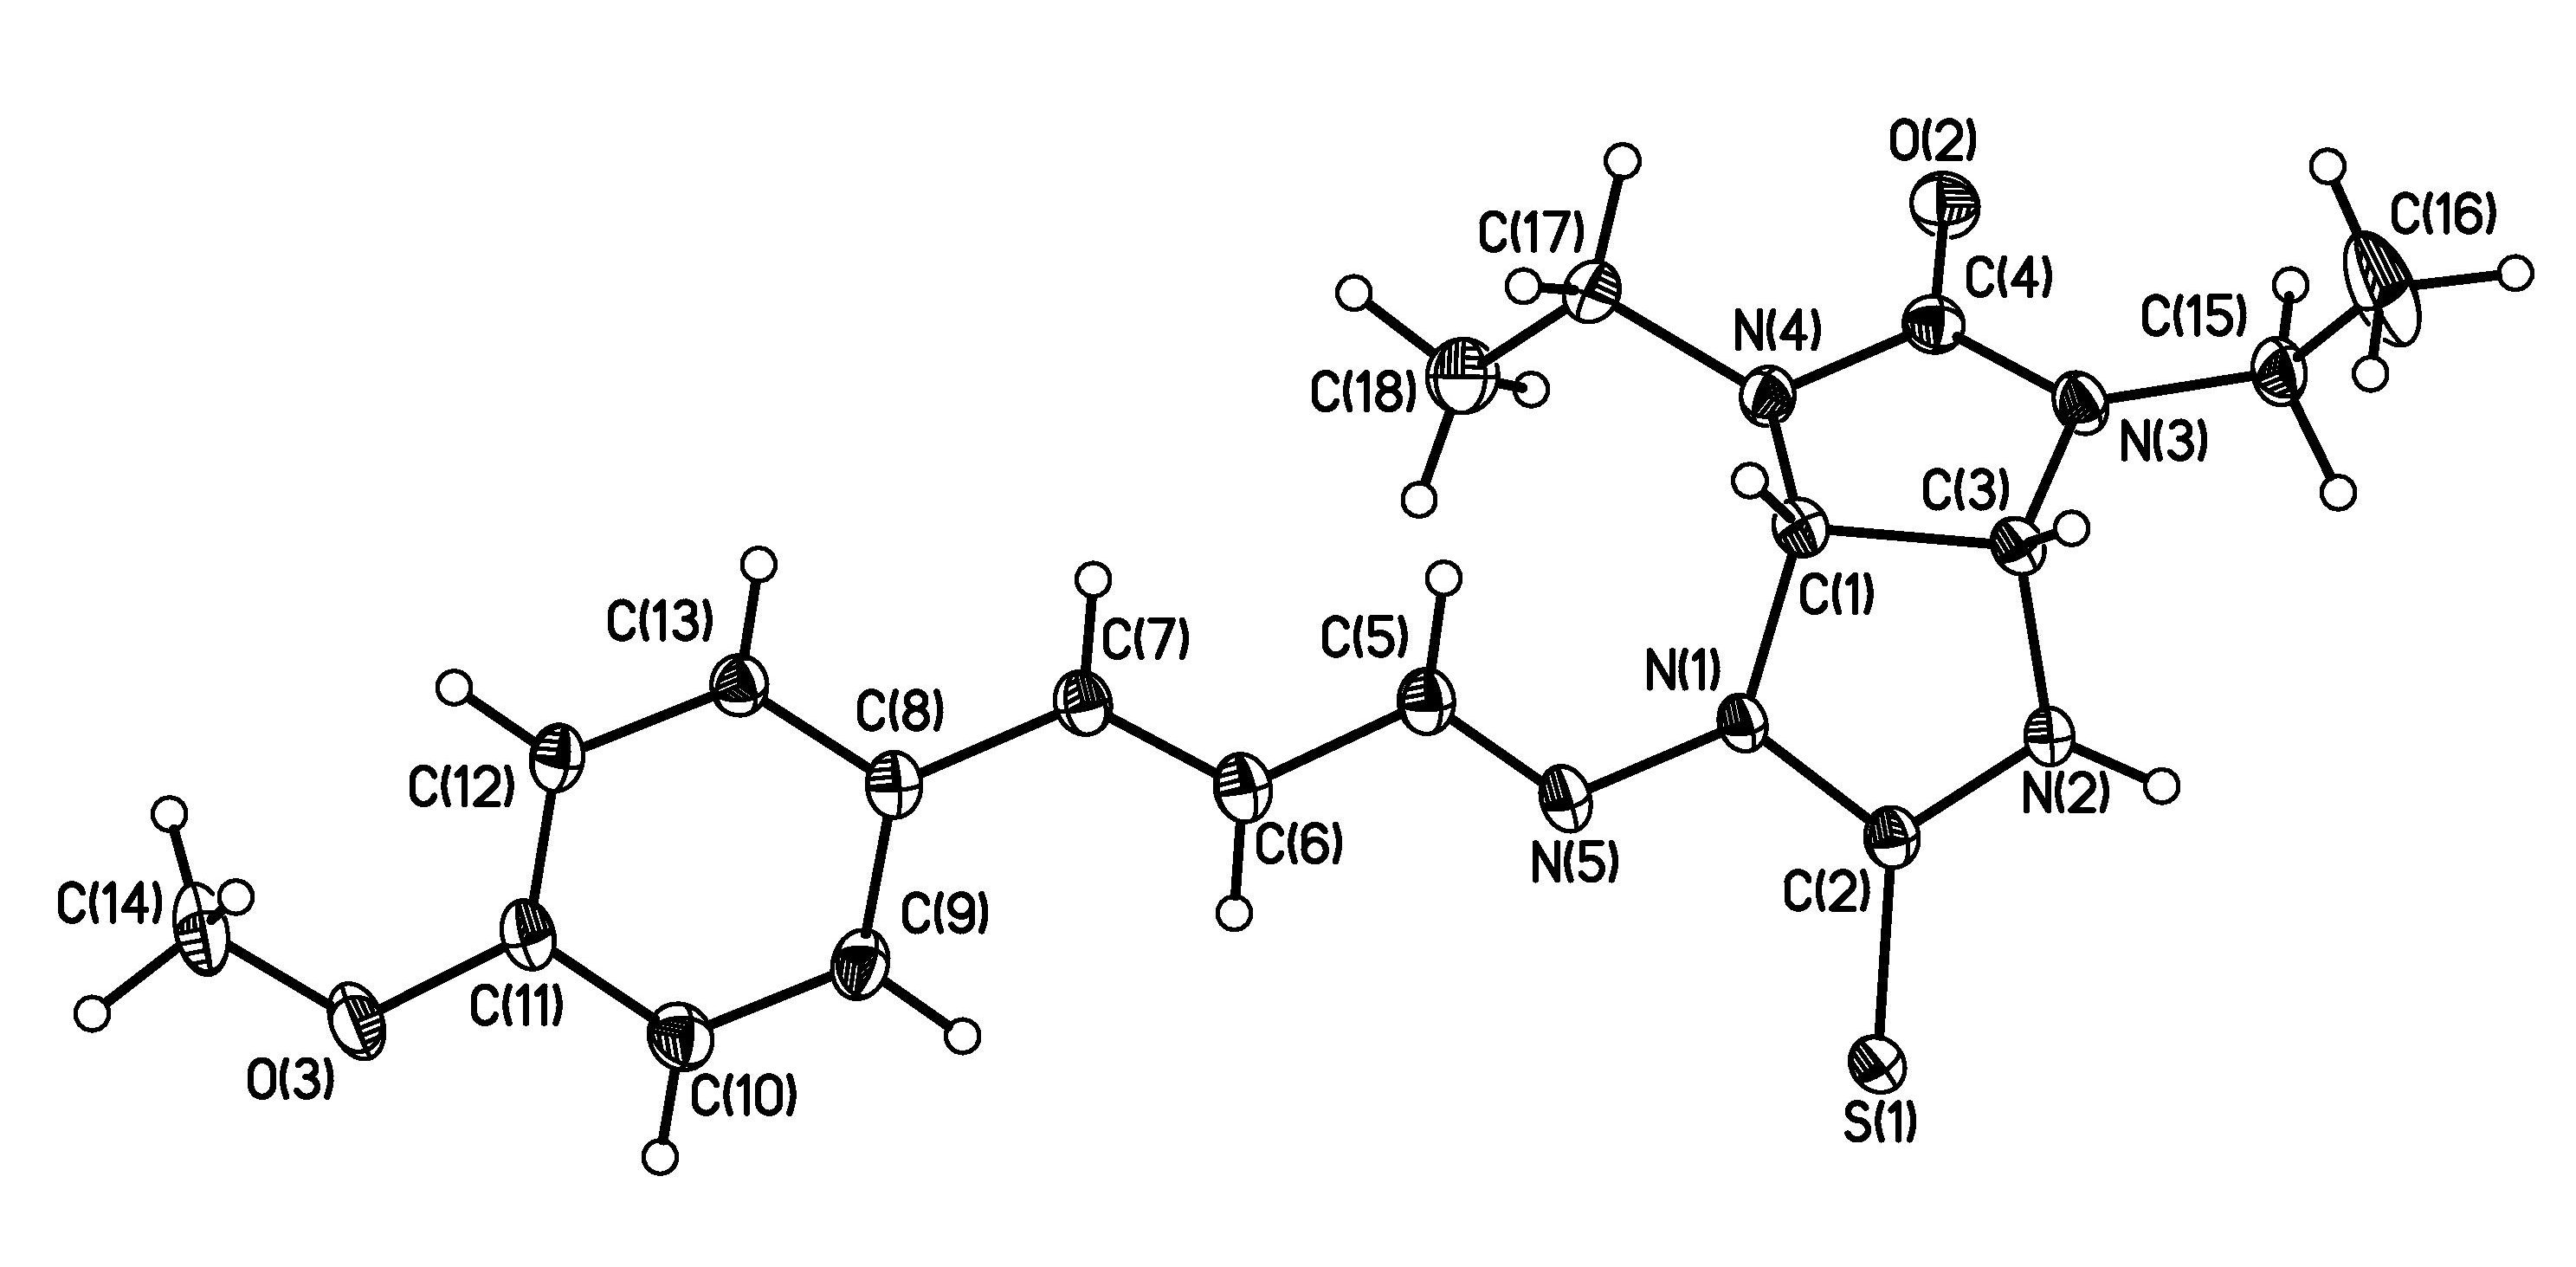 O(2)
C(17)
C(16)
C(4)
C(15)
N(4)
C(18)
N(3)
C(3)
C(1)
C(13)
C(7)
C(5)
N(1)
C(8)
C(12)
N(2)
C(6)
N(5)
C(2)
C(14)
C(9)
C(11)
O(3)
C(10)
S(1)